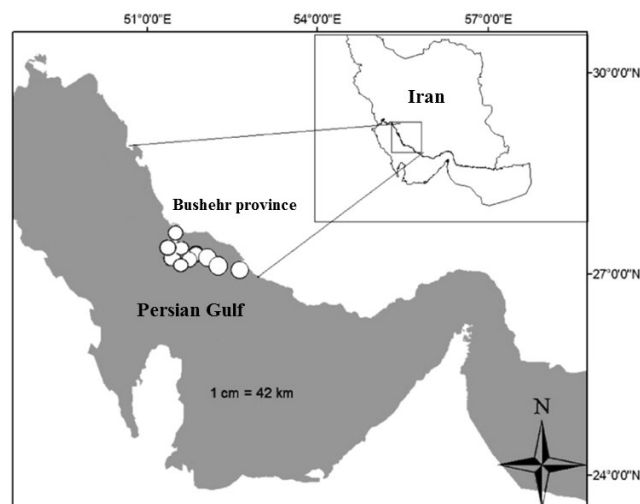 51°0'0"E
54°0'0"E
57°0'0"E
30°0'0"N
Iran
Bushehr province
27°0'0"N
Persian Gulf
1 cm = 42 km
N
24°0'0"N